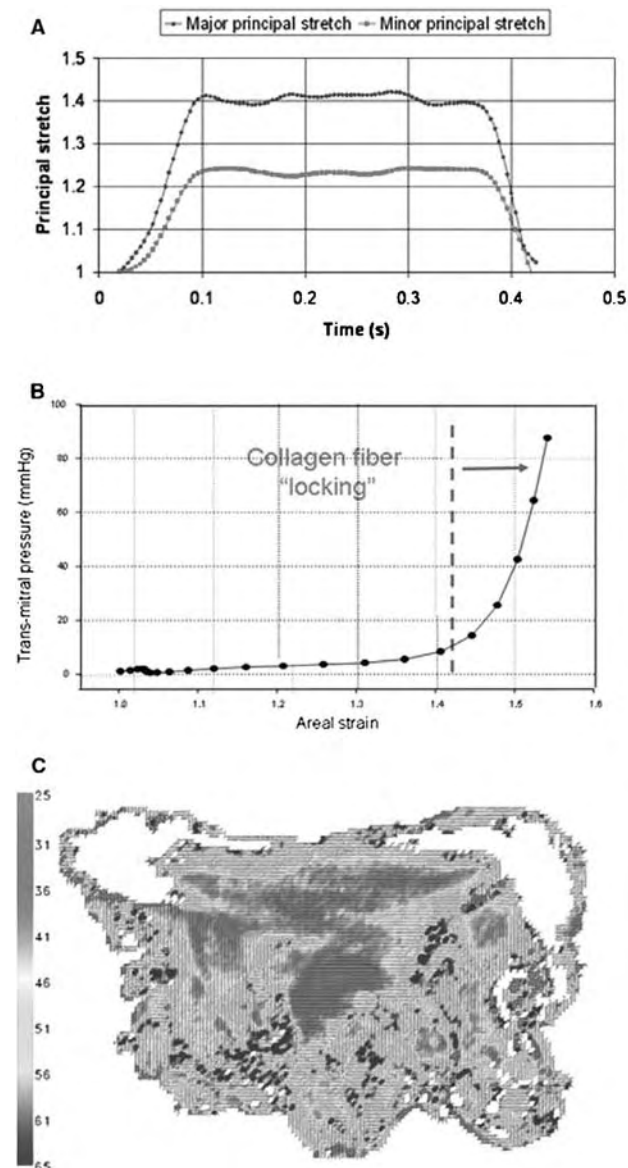 A
Major principal stretch Minor principal stretch
1.5
1.4
1.3
1.2
1.1
1
Principal stretch
0 0.1 0.2 0.3 0.4 0.5
Time (s)
B
100
80
60
40
20
0
Trans-mitral pressure (mmHg)
Collagen fiber
"locking"
1.0 1.1 1.2 1.3 1.4 1.5 1.6
Areal strain
C
25
31
36
41
46
51
56
61
65